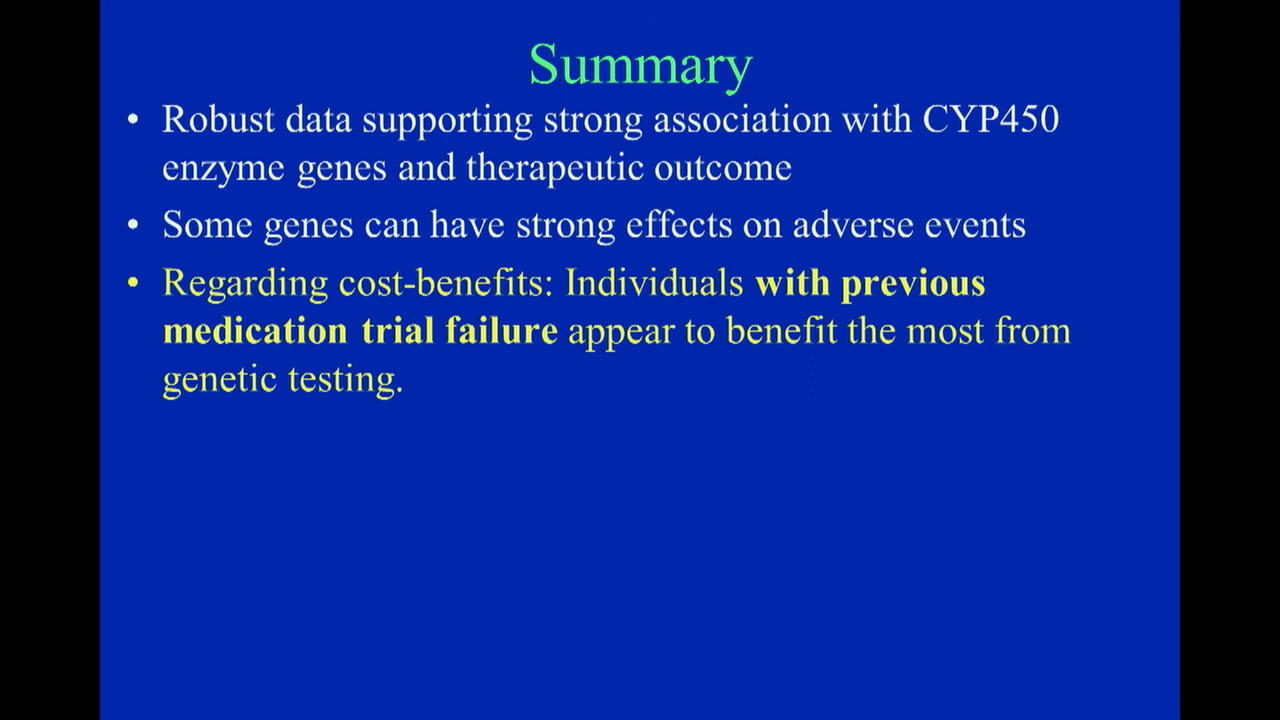 Summary
• Robust data supporting strong association with CYP450
enzyme genes and therapeutic outcome
• Some genes can have strong effects on adverse events
• Regarding cost-benefits: Individuals with previous
medication trial failure appear to benefit the most from
genetic testing.